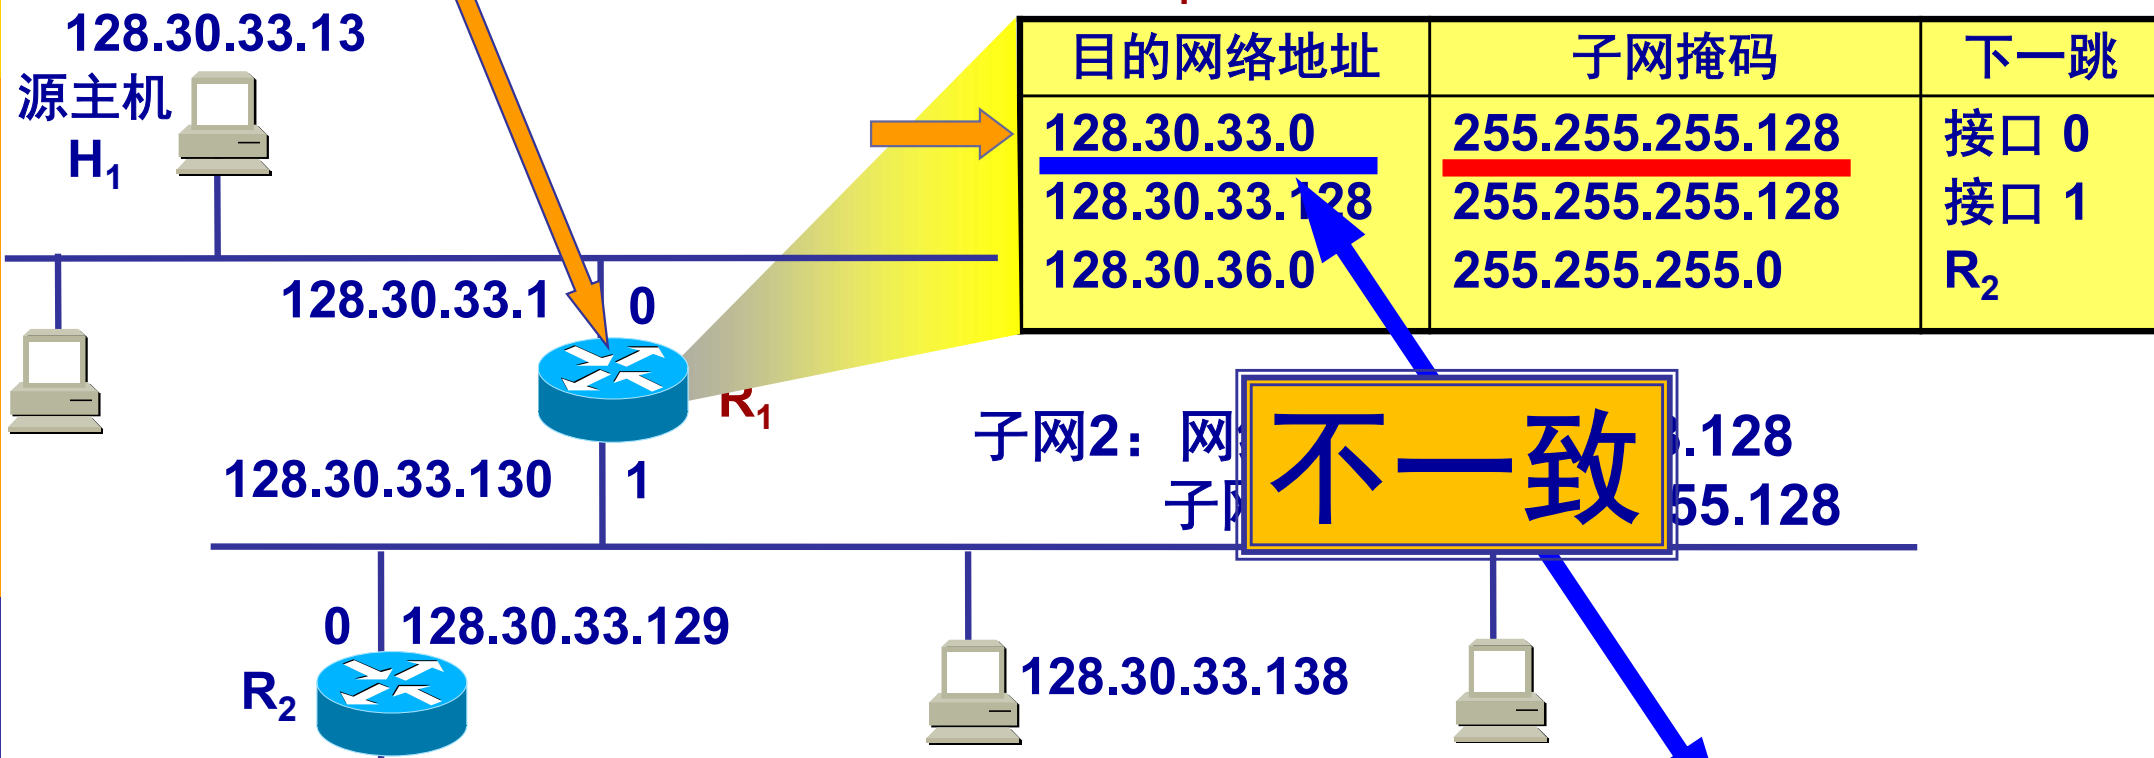 128.30.33.13
源主机
H1
目的网络地址 子网掩码 下一跳
128.30.33.0 255.255.255.128 接口 0
128.30.33.128 255.255.255.128 接口 1
128.30.36.0 255.255.255.0 R2
128.30.33.1 0
R1
子网2：网 .128
不一致
子 55.128
128.30.33.130 1
0 128.30.33.129
R2
128.30.33.138